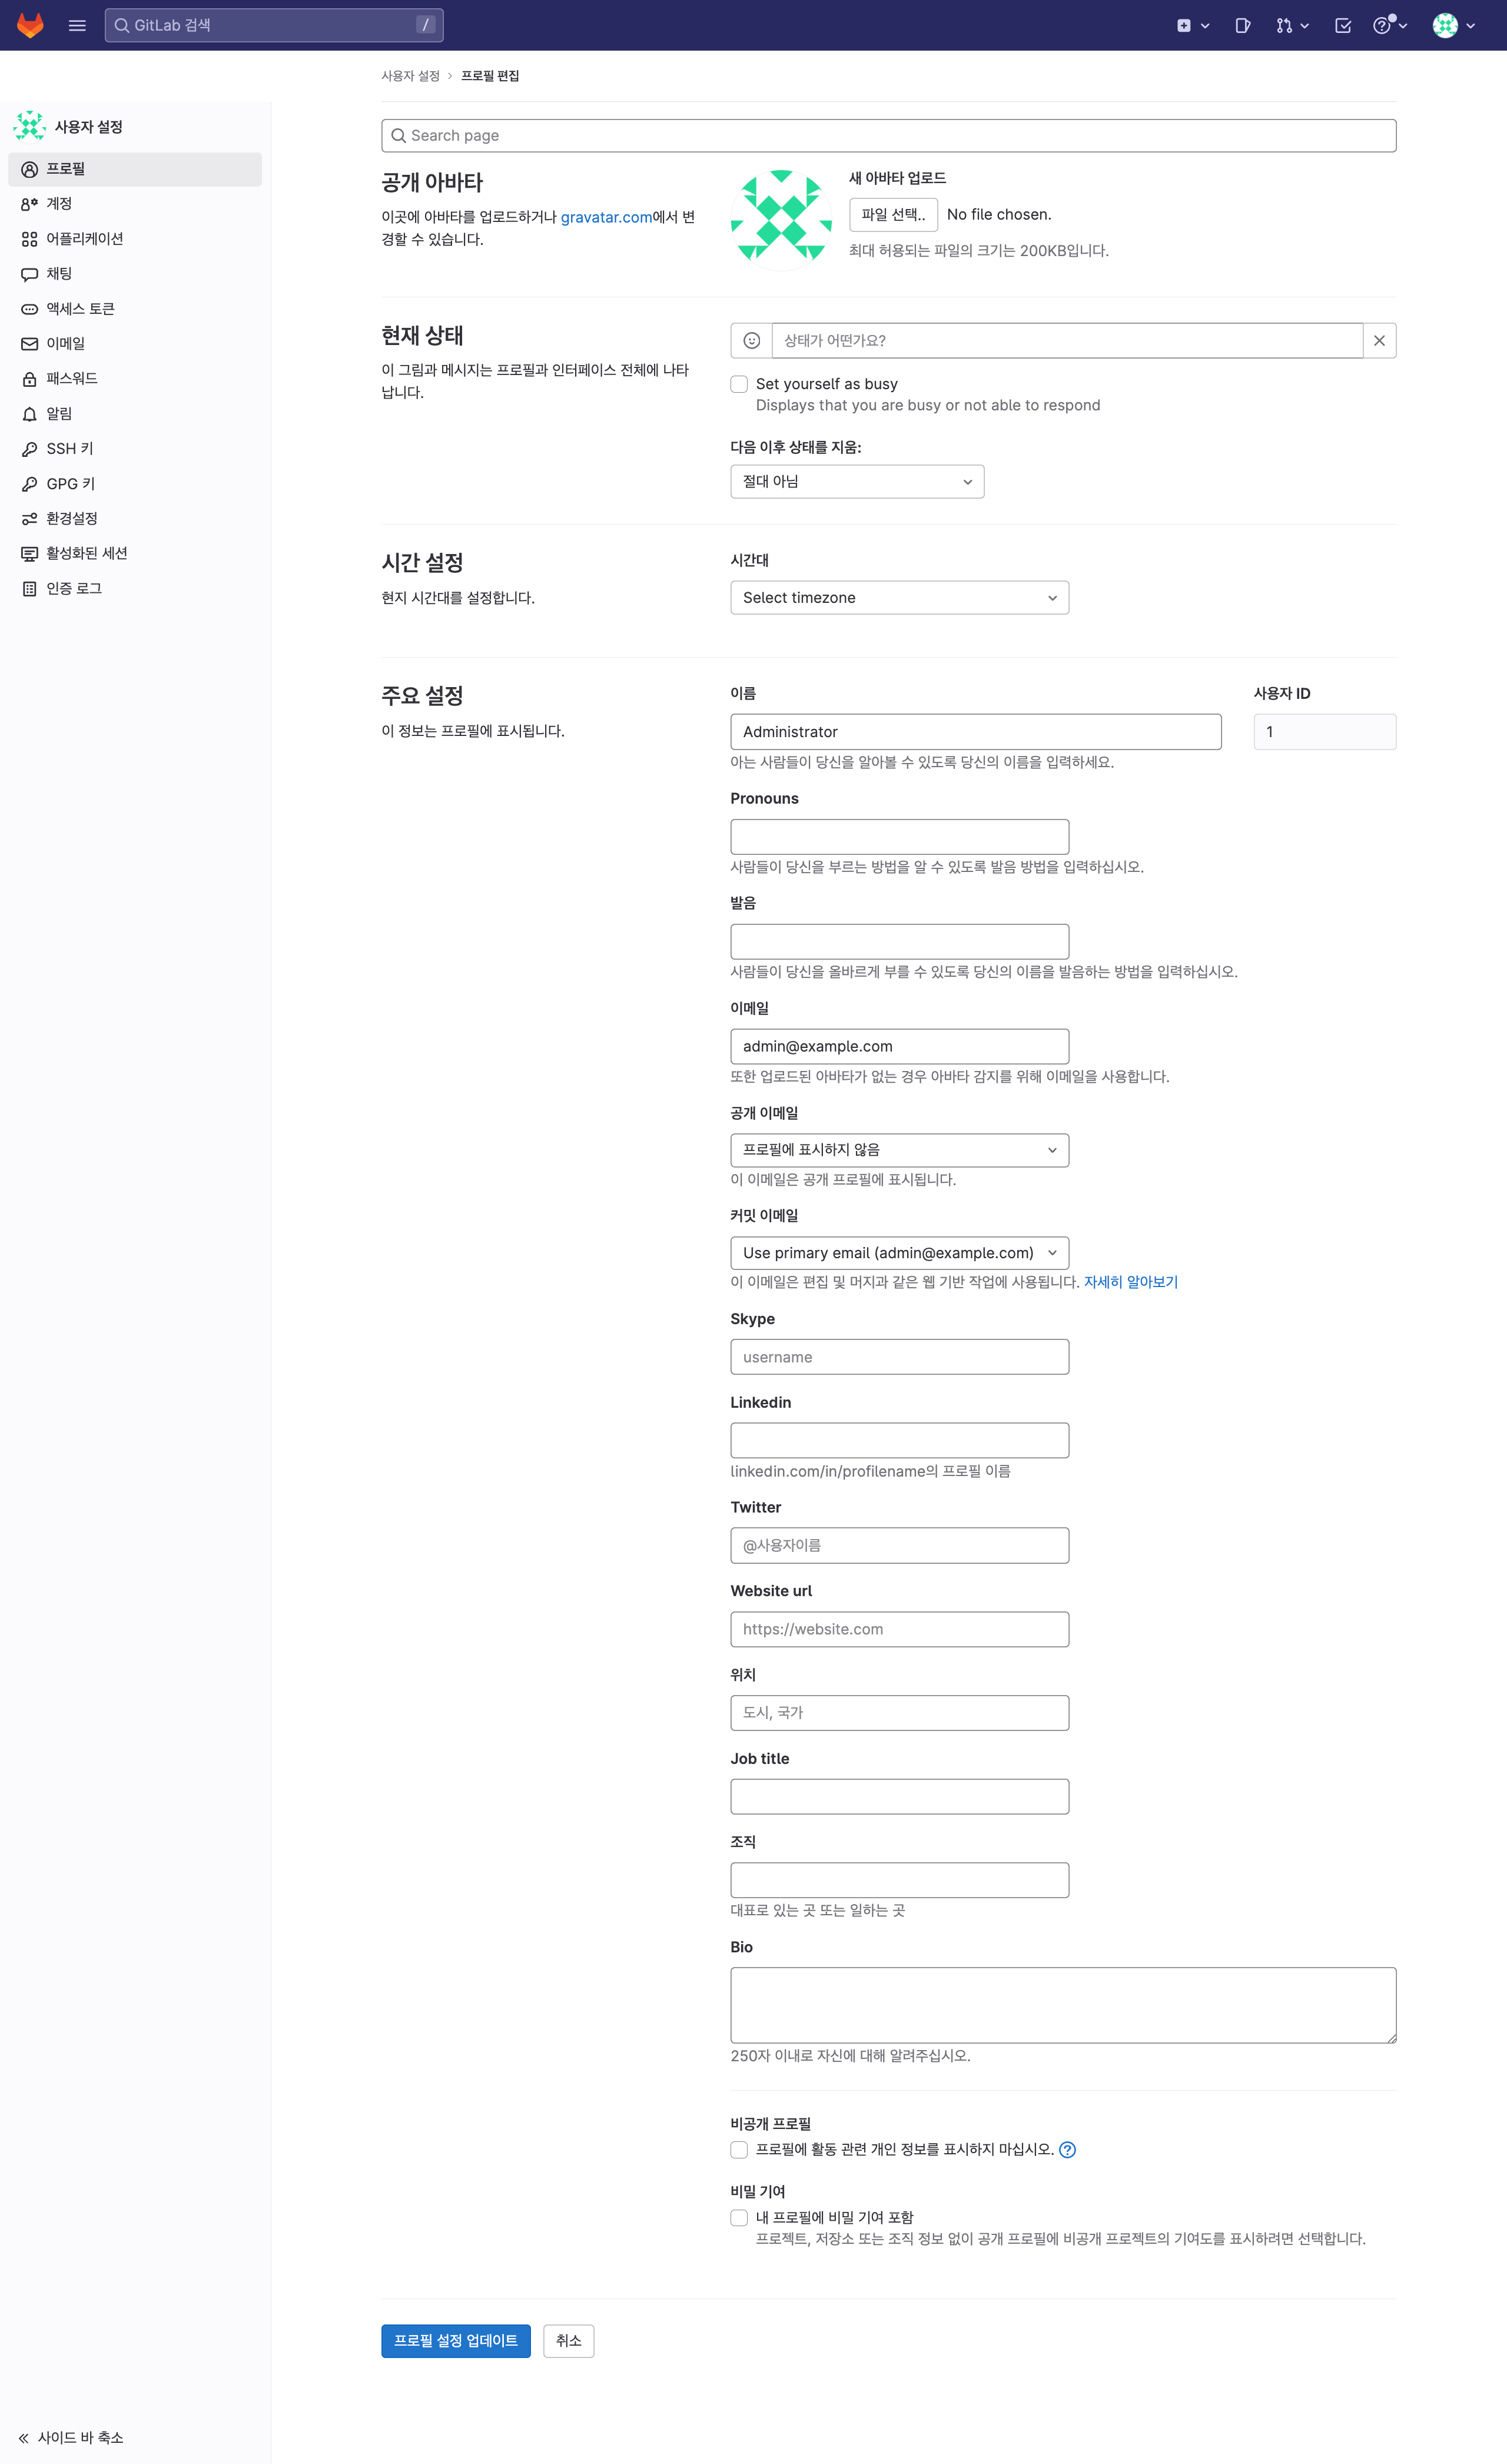 GitLab 검색
/
사용자 설정 > 프로필 편집
사용자 설정
프로필
계정
어플리케이션
채팅
액세스 토큰
이메일
패스워드
알림
SSH 키
GPG 키
환경설정
활성화된 세션
인증 로그
사이드 바 축소
Search page
공개 아바타
이곳에 아바타를 업로드하거나 gravatar.com에서 변
경할 수 있습니다.
새 아바타 업로드
파일 선택..
No file chosen.
최대 허용되는 파일의 크기는 200KB입니다.
현재 상태
이 그림과 메시지는 프로필과 인터페이스 전체에 나타
납니다.
상태가 어떤가요?
Set yourself as busy
Displays that you are busy or not able to respond
다음 이후 상태를 지움:
절대 아님
시간 설정
현지 시간대를 설정합니다.
시간대
Select timezone
주요 설정
이 정보는 프로필에 표시됩니다.
이름
Administrator
아는 사람들이 당신을 알아볼 수 있도록 당신의 이름을 입력하세요.
사용자 ID
1
Pronouns
사람들이 당신을 부르는 방법을 알 수 있도록 발음 방법을 입력하십시오.
발음
사람들이 당신을 올바르게 부를 수 있도록 당신의 이름을 발음하는 방법을 입력하십시오.
이메일
admin@example.com
또한 업로드된 아바타가 없는 경우 아바타 감지를 위해 이메일을 사용합니다.
공개 이메일
프로필에 표시하지 않음
이 이메일은 공개 프로필에 표시됩니다.
커밋 이메일
Use primary email (admin@example.com)
이 이메일은 편집 및 머지과 같은 웹 기반 작업에 사용됩니다. 자세히 알아보기
Skype
username
Linkedin
linkedin.com/in/profilename의 프로필 이름
Twitter
@사용자이름
Website url
https://website.com
위치
도시, 국가
Job title
조직
대표로 있는 곳 또는 일하는 곳
Bio
250자 이내로 자신에 대해 알려주십시오.
비공개 프로필
프로필에 활동 관련 개인 정보를 표시하지 마십시오.
비밀 기여
내 프로필에 비밀 기여 포함
프로젝트, 저장소 또는 조직 정보 없이 공개 프로필에 비공개 프로젝트의 기여도를 표시하려면 선택합니다.
프로필 설정 업데이트
취소